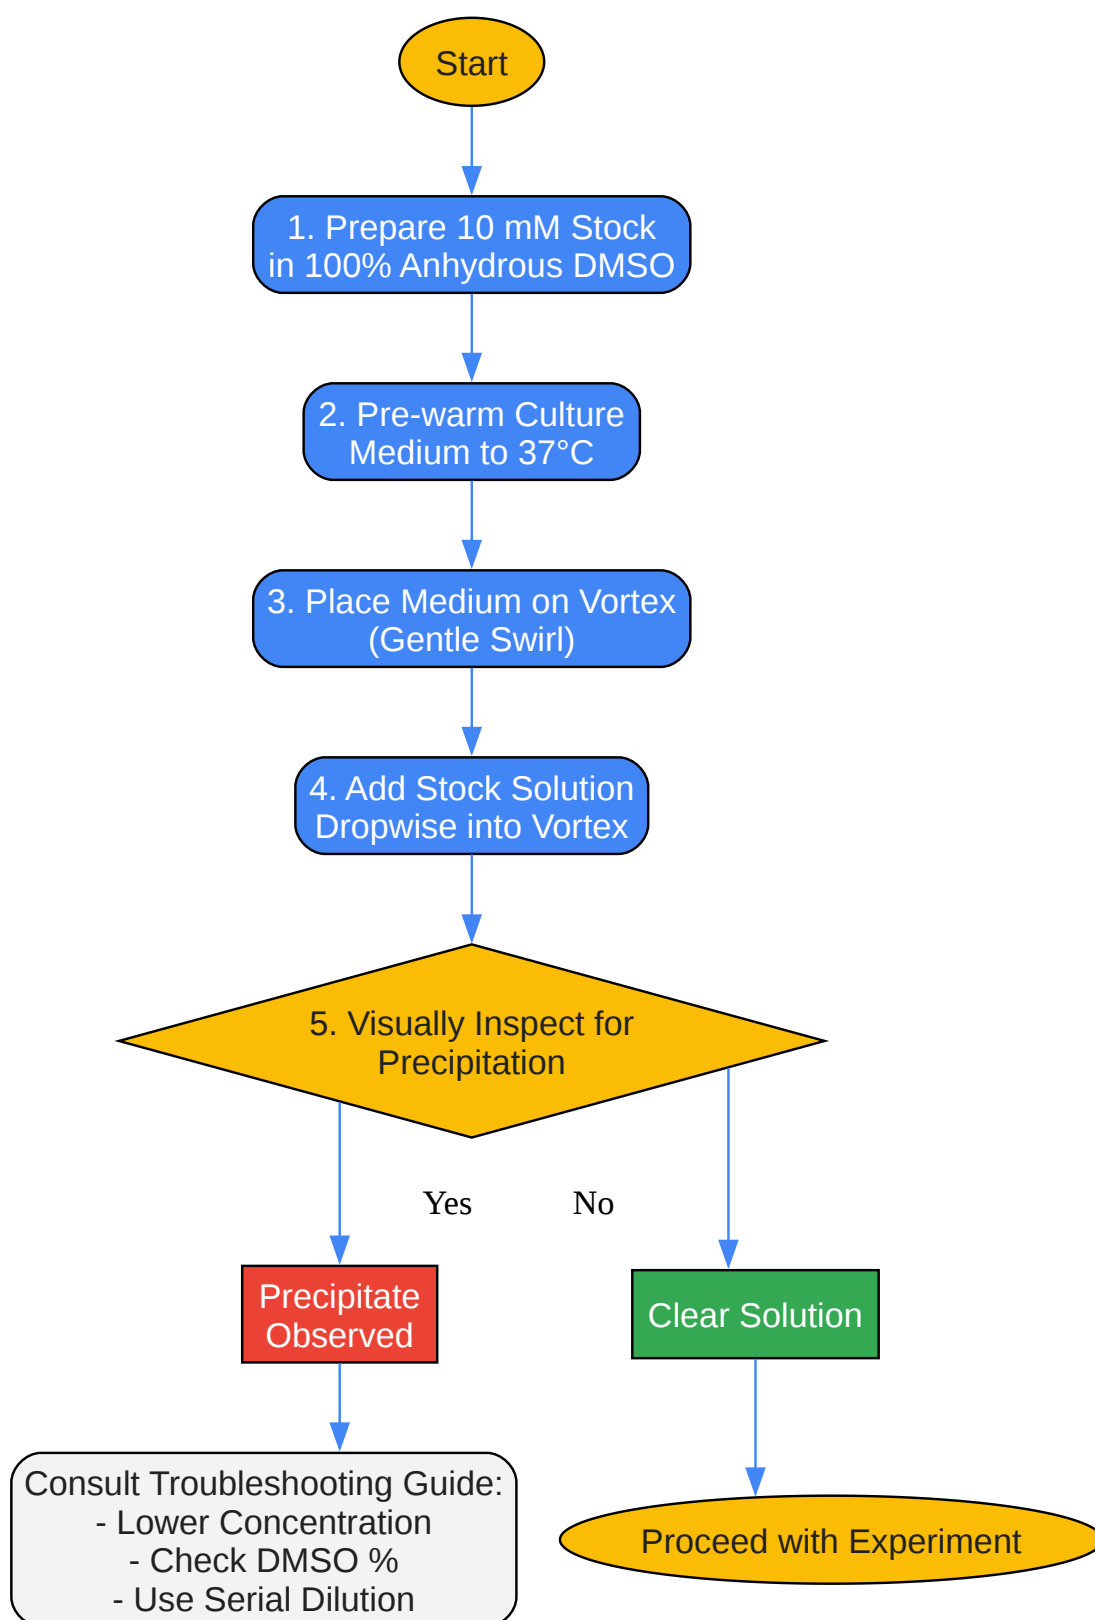 Start
1. Prepare 10 mM Stock
in 100% Anhydrous DMSO
2. Pre-warm Culture
Medium to 37°C
3. Place Medium on Vortex
(Gentle Swirl)
4. Add Stock Solution
Dropwise into Vortex
5. Visually Inspect for
Precipitation
Yes
No
Precipitate
Observed
Clear Solution
Consult Troubleshooting Guide:
- Lower Concentration
- Check DMSO %
- Use Serial Dilution
Proceed with Experiment